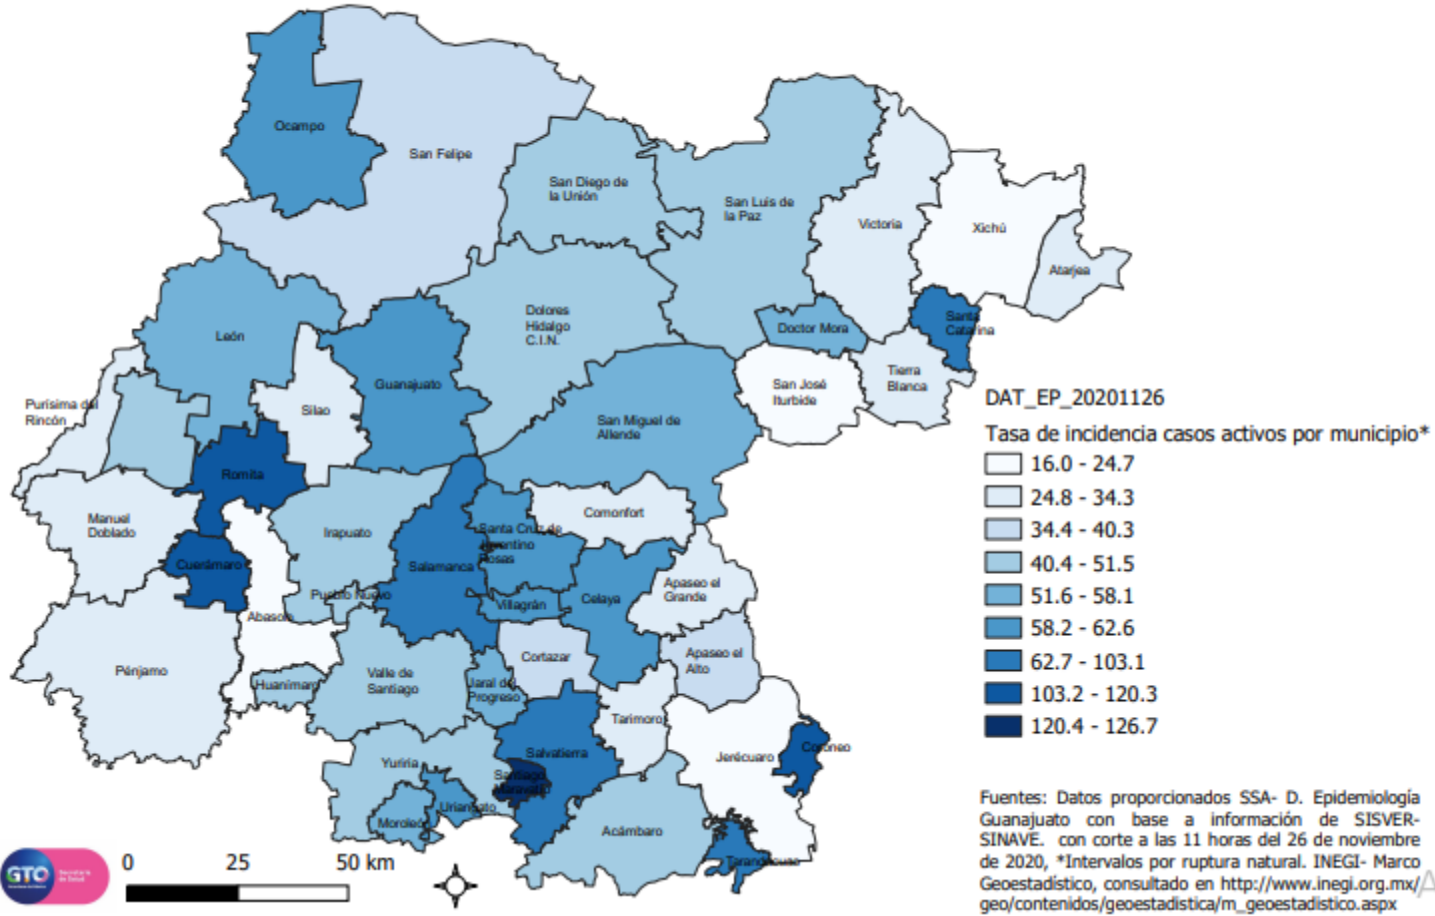 Ocampo
San Felipe
San Diego de
la Unión
San Luis de
la Paz
Victoria
Xichú
Atarjea
León
Dolores
Hidalgo
C.I.N.
Doctor Mora
Santa
Catarina
Guanajuato
Silao
San José
Iturbide
Tierra
Blanca
Purísima del
Rincón
San Miguel de
Allende
Romita
Manuel
Doblado
Irapuato
Santa Cruz de
Juventino
Rosas
Comonfort
Cuerámaro
Salamanca
Pueblo Nuevo
Villagrán
Celaya
Apaseo el
Grande
Abasolo
Pénjamo
Cortazar
Apaseo el
Alto
Huanímaro
Valle de
Santiago
Jaral del
Progreso
Tarimoro
Salvatierra
Jerécuaro
Coroneo
Yuriria
Santiago
Maravatío
Uriangato
Moroleón
Acámbaro
Tarandacuao
DAT_EP_20201126
Tasa de incidencia casos activos por municipio*
16.0 - 24.7
24.8 - 34.3
34.4 - 40.3
40.4 - 51.5
51.6 - 58.1
58.2 - 62.6
62.7 - 103.1
103.2 - 120.3
120.4 - 126.7
Fuentes: Datos proporcionados SSA- D. Epidemiología
Guanajuato con base a información de SISVER-
SINAVE. con corte a las 11 horas del 26 de noviembre
de 2020, *Intervalos por ruptura natural. INEGI- Marco
Geoestadístico, consultado en http://www.inegi.org.mx/
geo/contenidos/geoestadistica/m_geoestadistico.aspx
GTO
Secretaría
de Salud
0 25 50 km